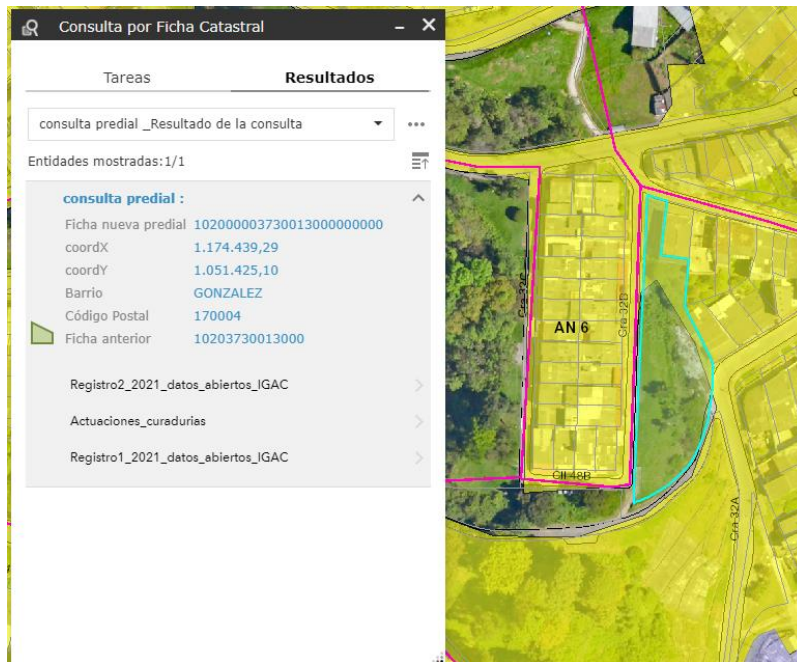 Consulta por Ficha Catastral
Tareas
Resultados
consulta predial _Resultado de la consulta
Entidades mostradas:1/1
consulta predial :
Ficha nueva predial 102000003730013000000000
coordX 1.174.439,29
coordY 1.051.425,10
Barrio GONZALEZ
Código Postal 170004
Ficha anterior 10203730013000
Registro2_2021_datos_abiertos_IGAC
Actuaciones_curadurias
Registro1_2021_datos_abiertos_IGAC
Cra 32C
AN 6
Cra 32B
Cll 48B
Cra 32A